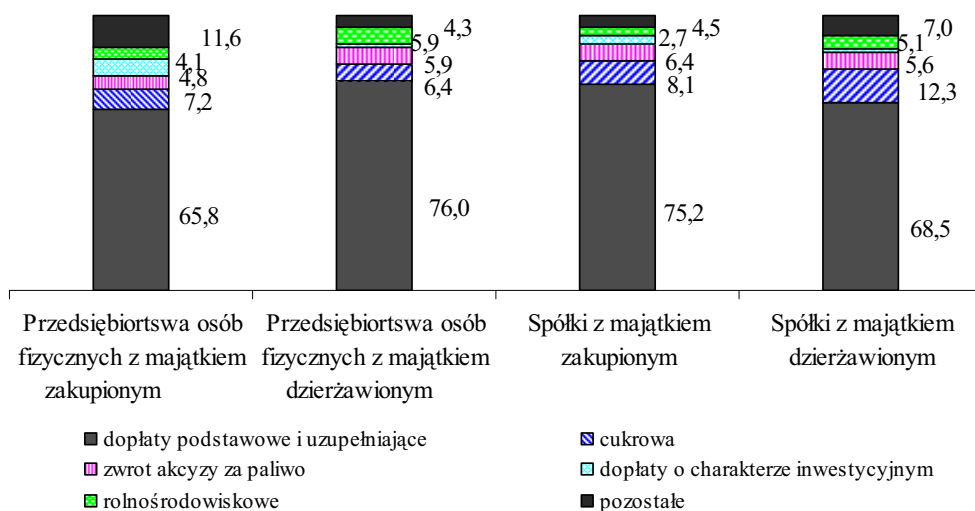 11,6
4,1
4,8
7,2
65,8
4,3
5,9
5,9
6,4
76,0
4,5
2,7
6,4
8,1
75,2
7,0
5,1
5,6
12,3
68,5
Przedsiębiortswa osób
fizycznych z majątkiem
zakupionym
Przedsiębiortswa osób
fizycznych z majątkiem
dzierżawionym
Spółki z majątkiem
zakupionym
Spółki z majątkiem
dzierżawionym
dopłaty podstawowe i uzupełniające
cukrowa
zwrot akcyzy za paliwo
dopłaty o charakterze inwestycyjnym
rolnośrodowiskowe
pozostałe